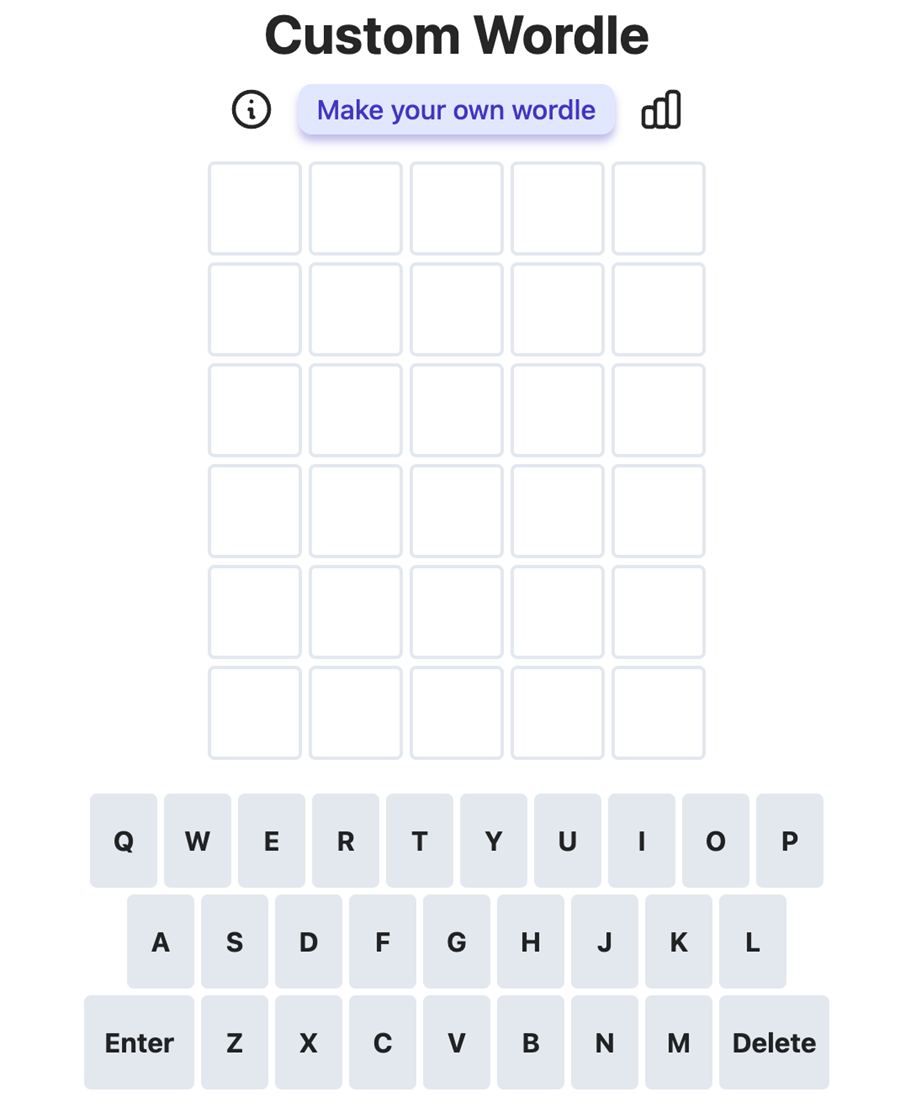 Custom Wordle
Make your own wordle
Q W E R T Y U I O P
A S D F G H J K L
Enter Z X C V B N M Delete